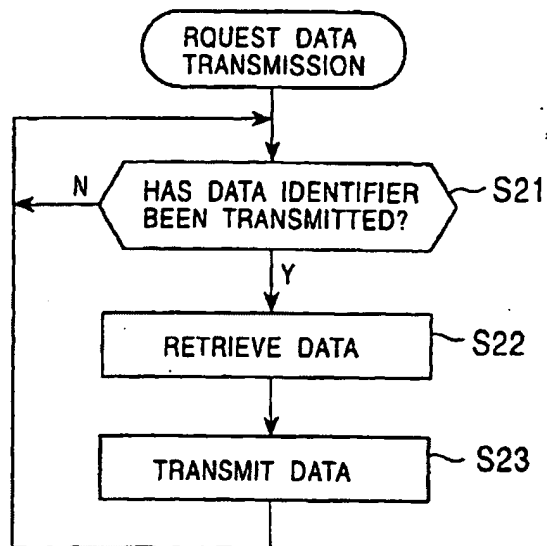 RQUEST DATA
TRANSMISSION
N
HAS DATA IDENTIFIER
BEEN TRANSMITTED?
S21
Y
RETRIEVE DATA
S22
TRANSMIT DATA
S23